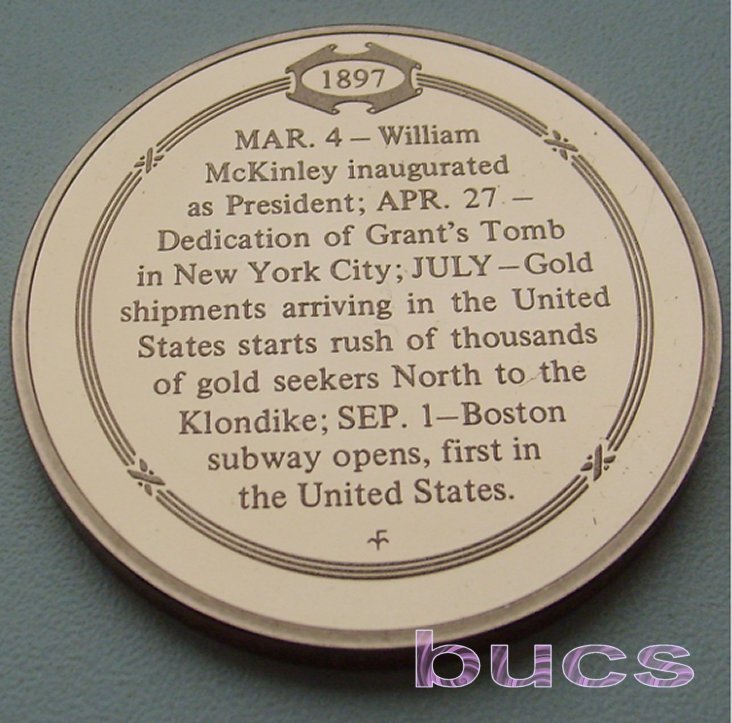 1897
MAR. 4 – William
McKinley inaugurated
as President; APR. 27 –
Dedication of Grant's Tomb
in New York City; JULY – Gold
shipments arriving in the United
States starts rush of thousands
of gold seekers North to the
Klondike; SEP. 1–Boston
subway opens, first in
the United States.
bucs